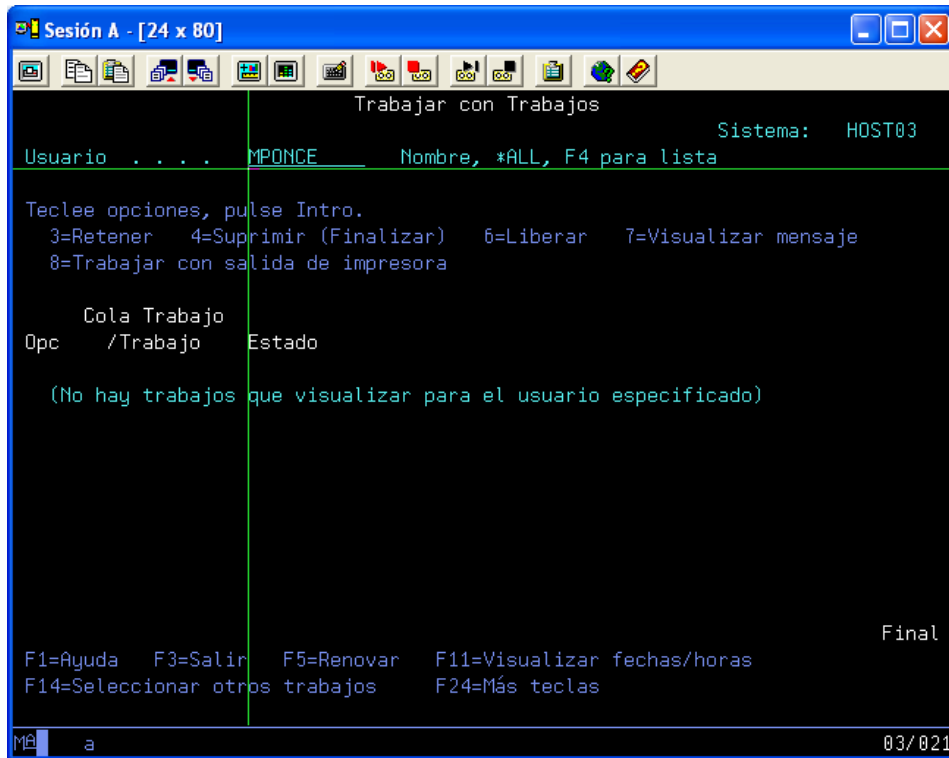 Sesión A - [24 x 80]
Trabajar con Trabajos
Sistema: HOST03
Usuario . . . . MPONCE Nombre, *ALL, F4 para lista
Teclee opciones, pulse Intro.
3=Retener 4=Suprimir (Finalizar) 6=Liberar 7=Visualizar mensaje
8=Trabajar con salida de impresora
Cola Trabajo
Opc /Trabajo Estado
(No hay trabajos que visualizar para el usuario especificado)
Final
F1=Ayuda F3=Salir F5=Renovar F11=Visualizar fechas/horas
F14=Seleccionar otros trabajos F24=Más teclas
MA a 03/021